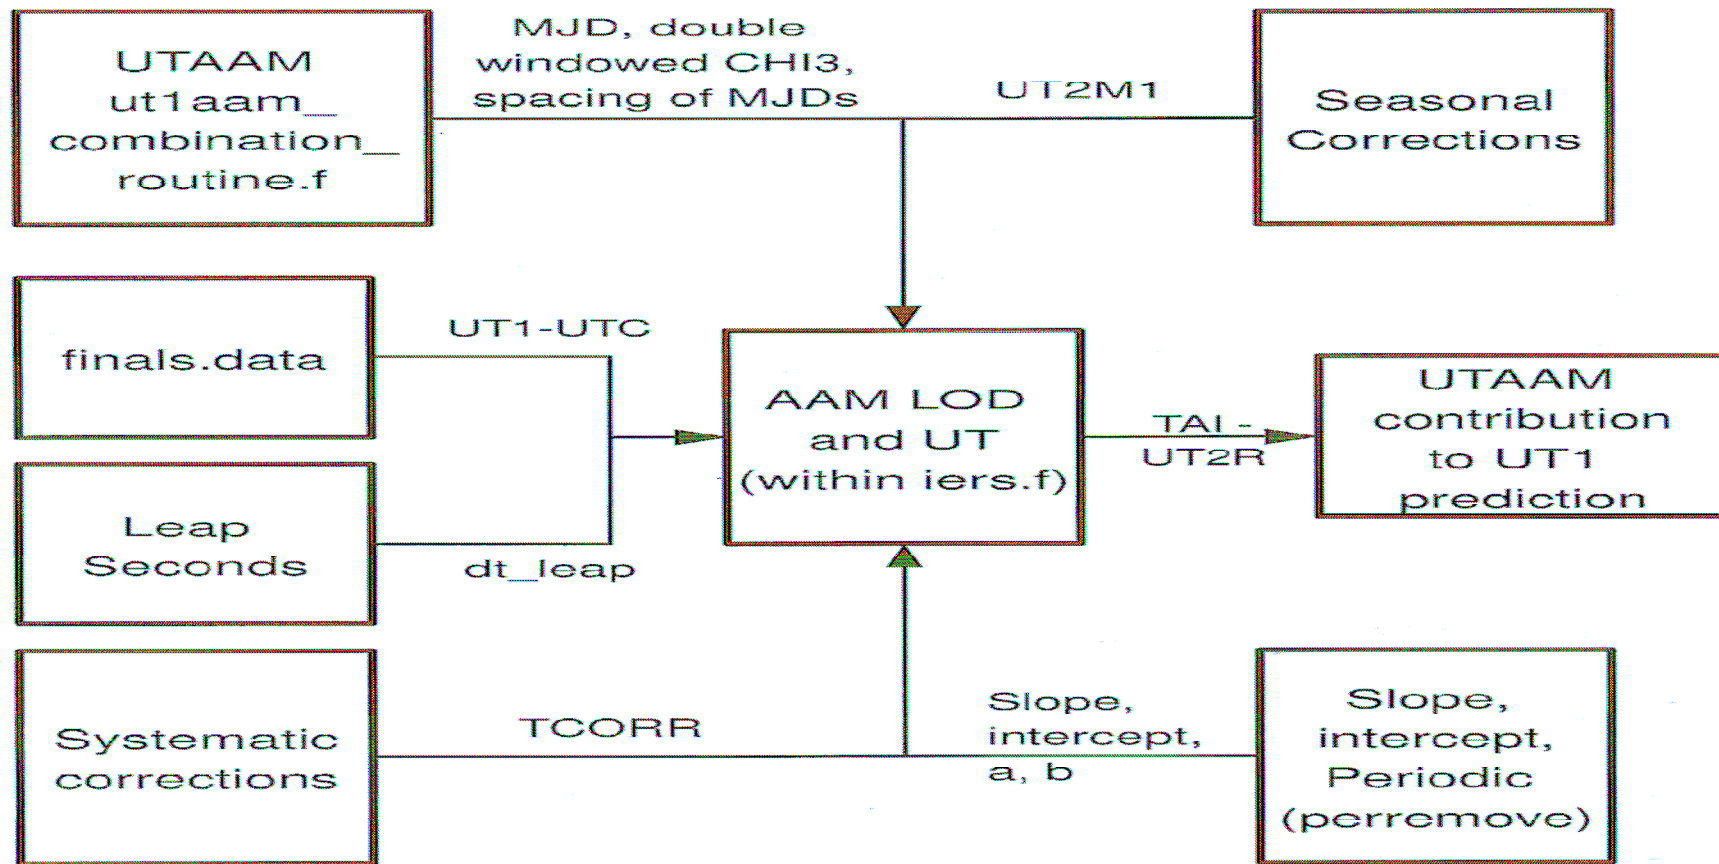 UTAAM
ut1aam_
combination_
routine.f
MJD, double
windowed CHI3,
spacing of MJDs
UT2M1
Seasonal
Corrections
finals.data
UT1-UTC
Leap
Seconds
dt_leap
AAM LOD
and UT
(within iers.f)
TAI -
UT2R
UTAAM
contribution
to UT1
prediction
Systematic
corrections
TCORR
Slope,
intercept,
a, b
Slope,
intercept,
Periodic
(perremove)